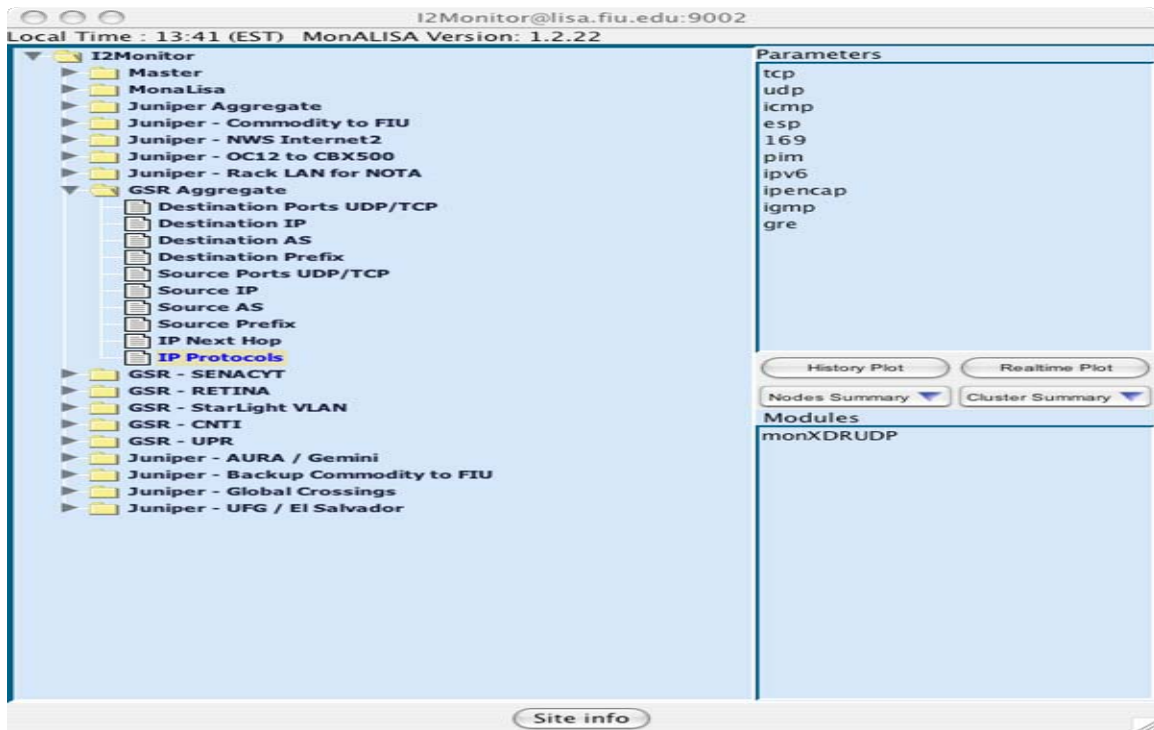 I2Monitor@lisa.fiu.edu:9002
Local Time : 13:41 (EST) MonALISA Version: 1.2.22
I2Monitor
Master
MonaLisa
Juniper Aggregate
Juniper - Commodity to FIU
Juniper - NWS Internet2
Juniper - OC12 to CBX500
Juniper - Rack LAN for NOTA
GSR Aggregate
Destination Ports UDP/TCP
Destination IP
Destination AS
Destination Prefix
Source Ports UDP/TCP
Source IP
Source AS
Source Prefix
IP Next Hop
IP Protocols
GSR - SENACYT
GSR - RETINA
GSR - StarLight VLAN
GSR - CNTI
GSR - UPR
Juniper - AURA / Gemini
Juniper - Backup Commodity to FIU
Juniper - Global Crossings
Juniper - UFG / El Salvador
Parameters
tcp
udp
icmp
esp
169
pim
ipv6
ipencap
igmp
gre
History Plot
Realtime Plot
Nodes Summary
Cluster Summary
Modules
monXDRUDP
Site info